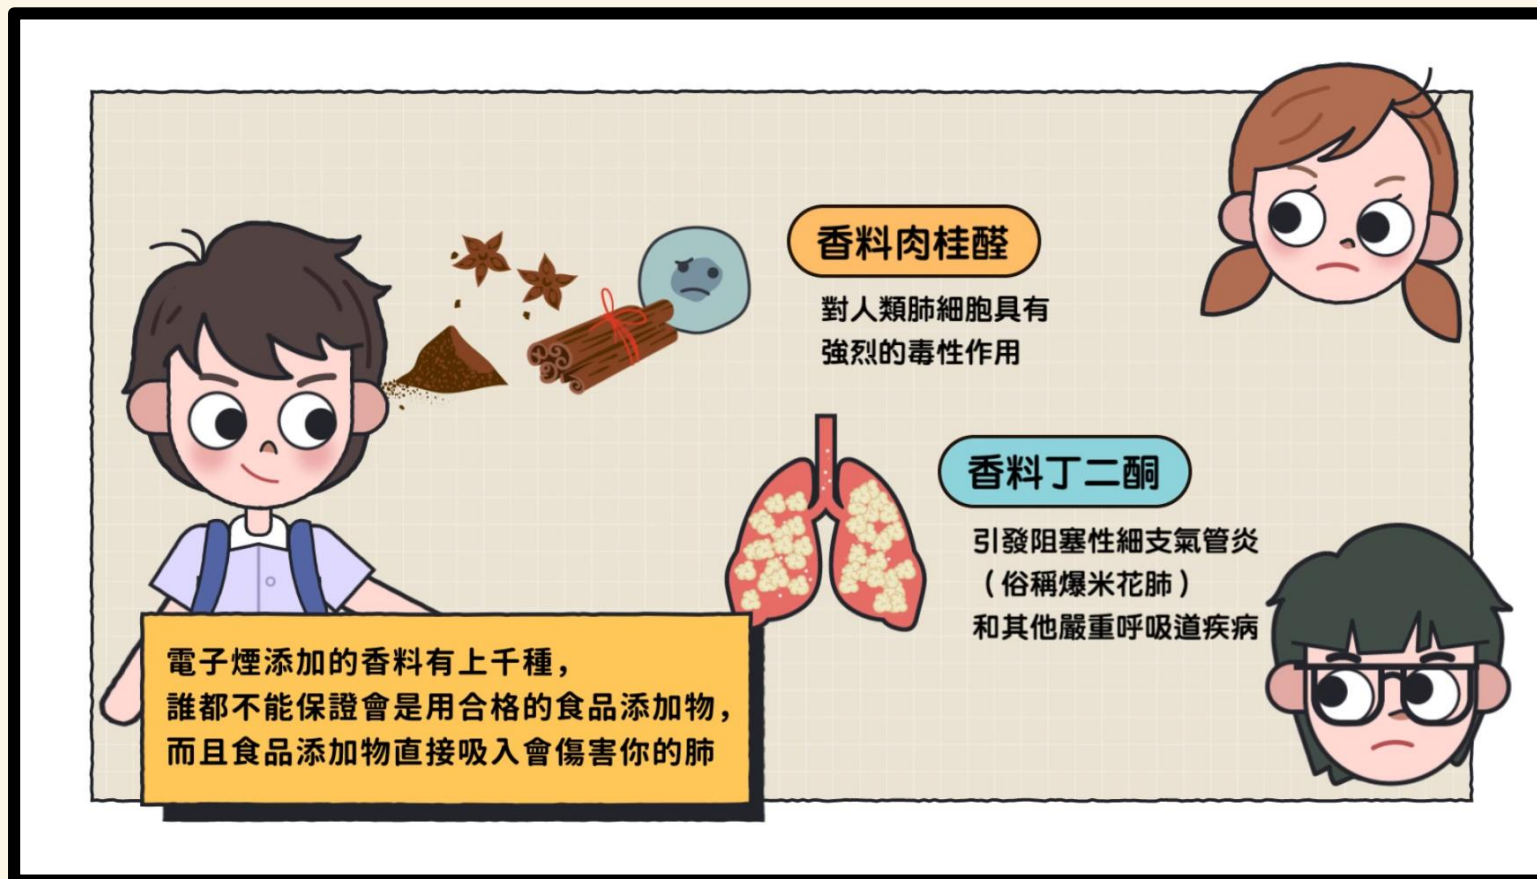 香料肉桂醛
對人類肺細胞具有
強烈的毒性作用
香料丁二酮
引發阻塞性細支氣管炎
（俗稱爆米花肺）
和其他嚴重呼吸道疾病
電子煙添加的香料有上千種，
誰都不能保證會是用合格的食品添加物，
而且食品添加物直接吸入會傷害你的肺